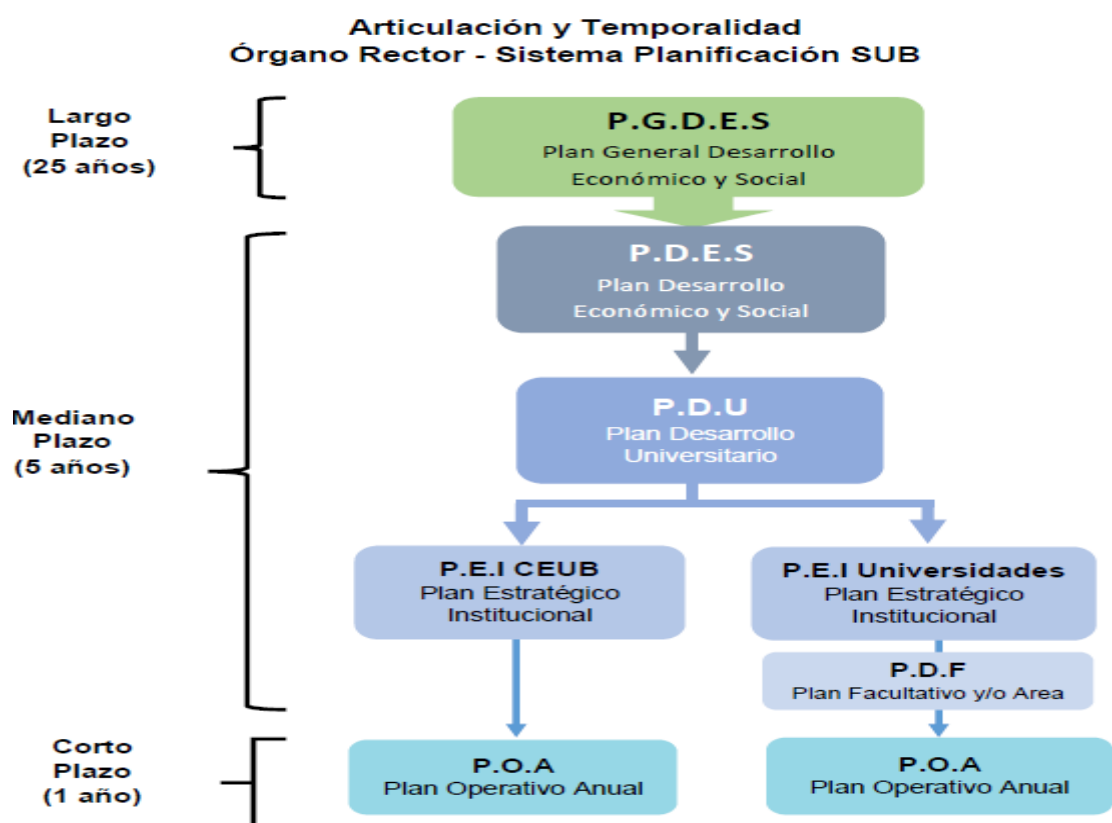 Articulación y Temporalidad
Órgano Rector - Sistema Planificación SUB
Largo
Plazo
(25 años)
P.G.D.E.S
Plan General Desarrollo
Económico y Social
P.D.E.S
Plan Desarrollo
Económico y Social
Mediano
Plazo
(5 años)
P.D.U
Plan Desarrollo
Universitario
P.E.I CEUB
Plan Estratégico
Institucional
P.E.I Universidades
Plan Estratégico
Institucional
P.D.F
Plan Facultativo y/o Area
Corto
Plazo
(1 año)
P.O.A
Plan Operativo Anual
P.O.A
Plan Operativo Anual